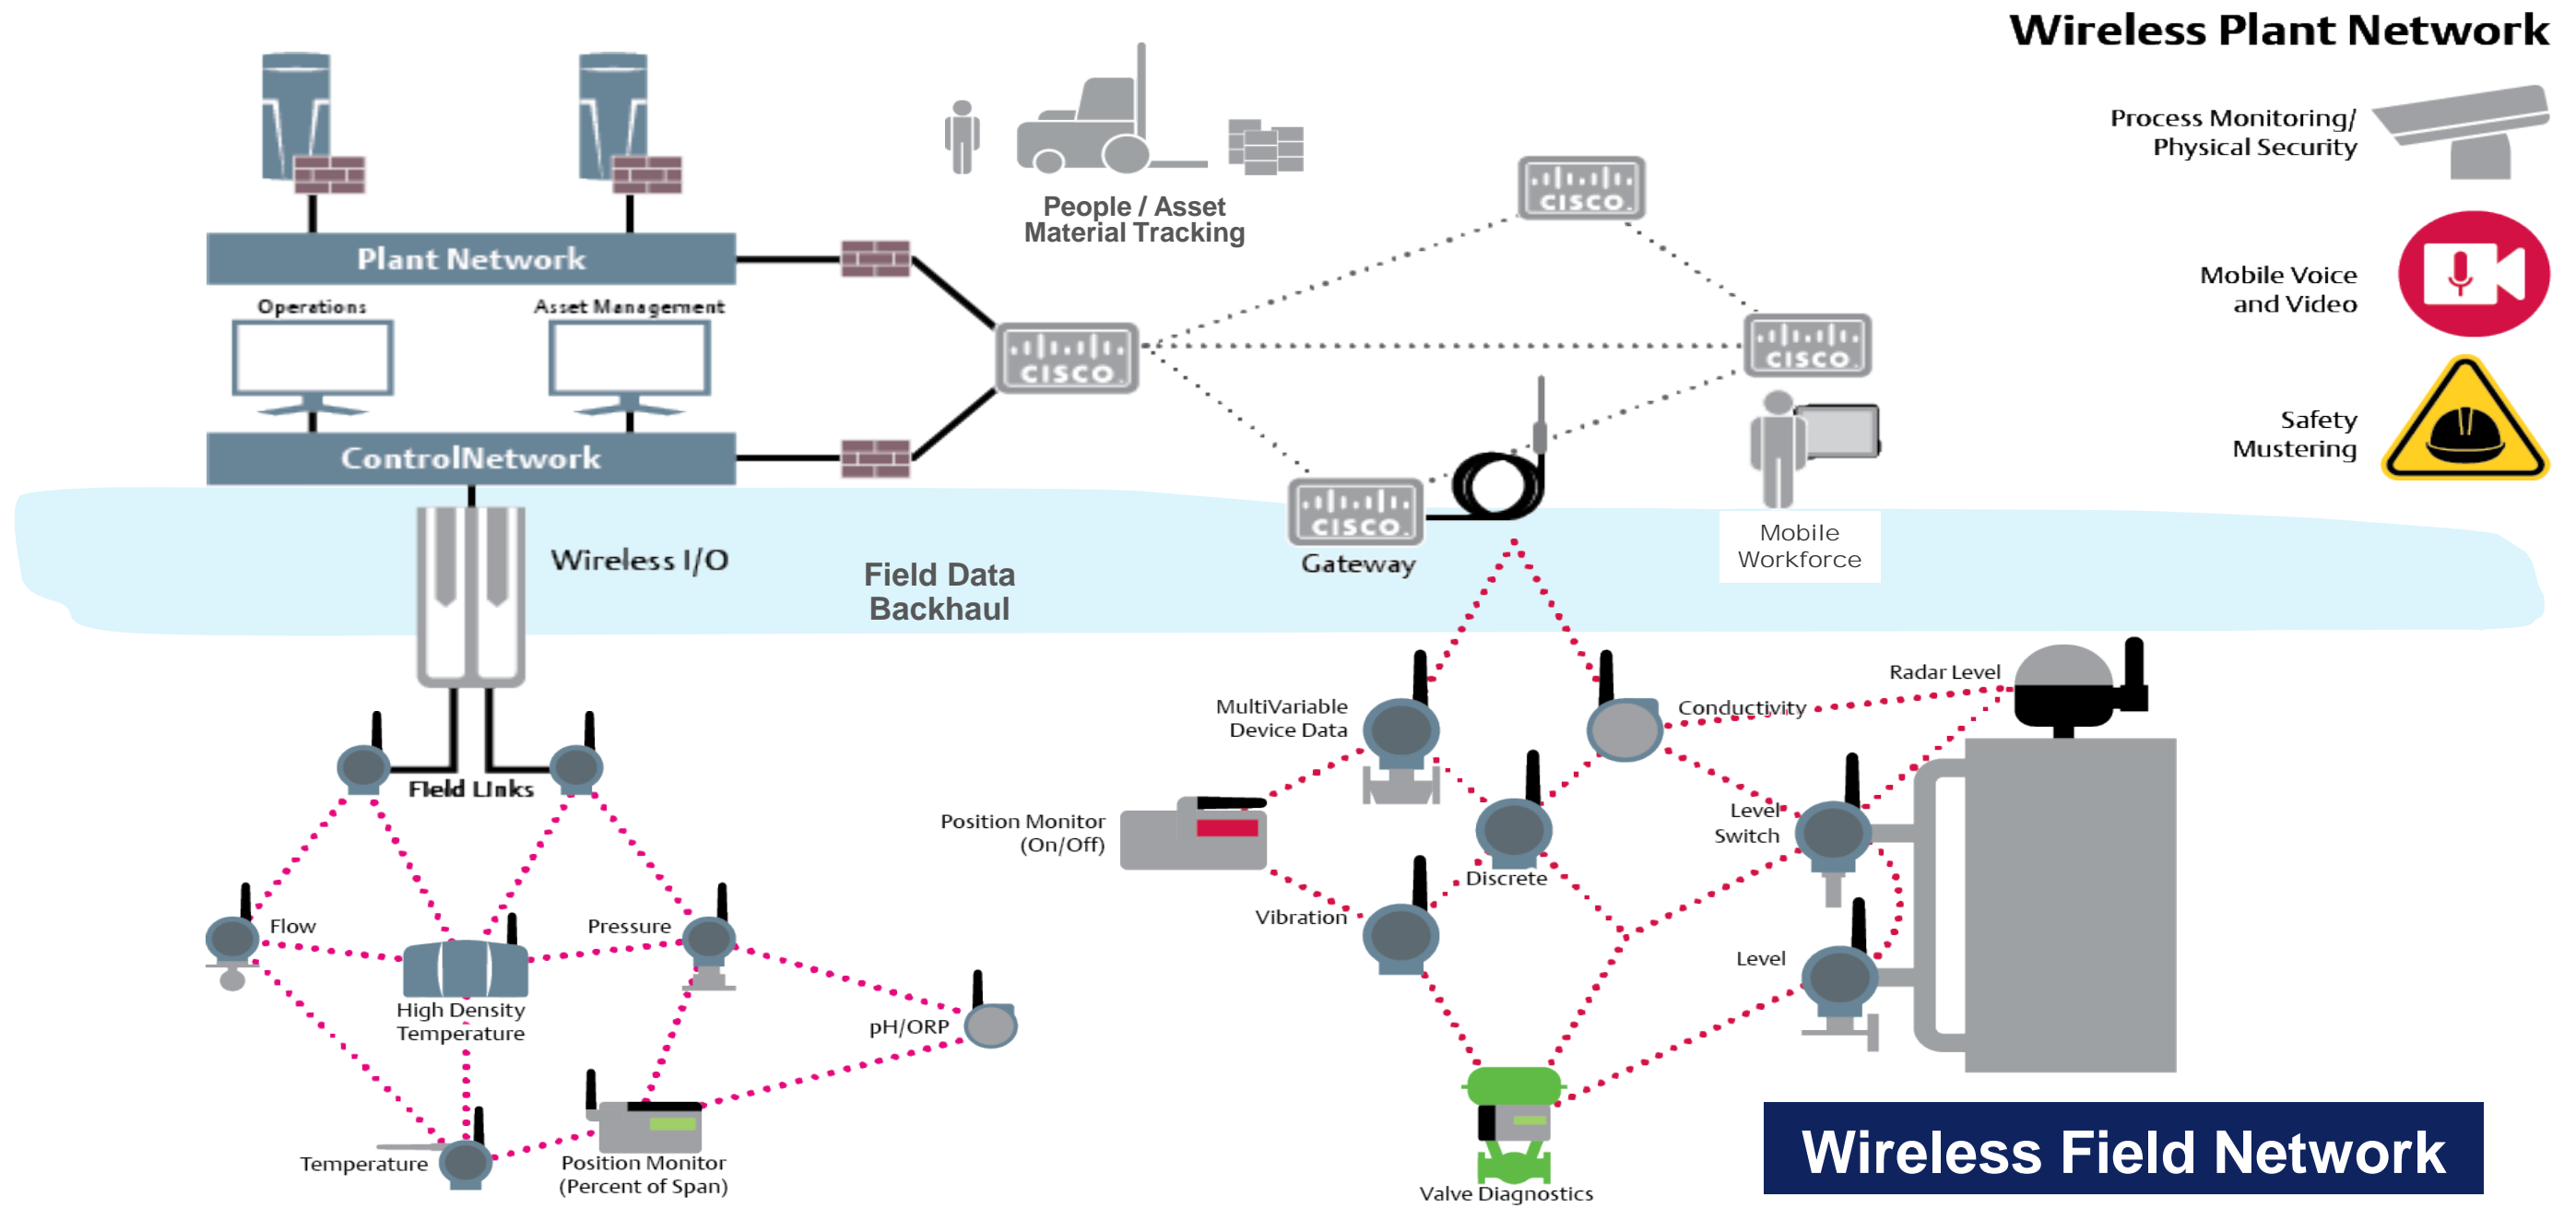 Wireless Plant Network
Process Monitoring/
Physical Security
Mobile Voice
and Video
Safety
Mustering
People / Asset
Material Tracking
Plant Network
Operations
Asset Management
ControlNetwork
CISCO
CISCO
CISCO
CISCO
Gateway
Mobile
Workforce
Wireless I/O
Field Data
Backhaul
Field Links
Flow
Pressure
High Density
Temperature
pH/ORP
Temperature
Position Monitor
(Percent of Span)
MultiVariable
Device Data
Conductivity
Radar Level
Position Monitor
(On/Off)
Discrete
Level
Switch
Vibration
Level
Valve Diagnostics
Wireless Field Network